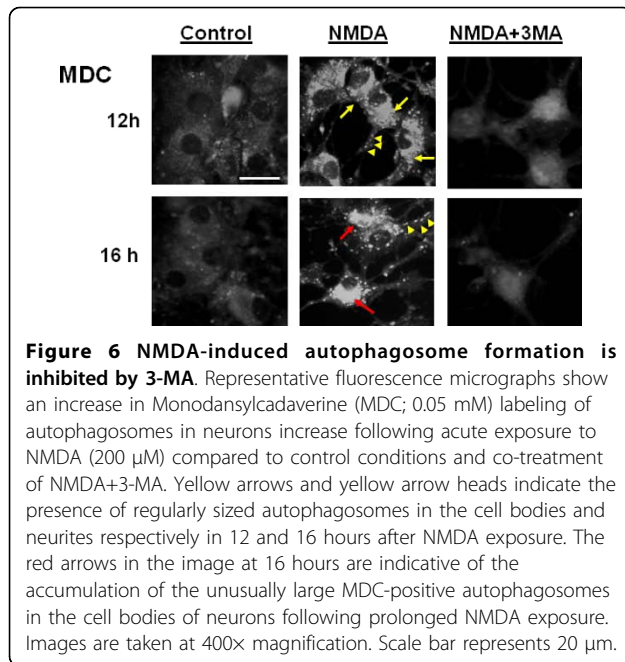 Control NMDA NMDA+3MA
MDC
12h
16 h
Figure 6 NMDA-induced autophagosome formation is
inhibited by 3-MA. Representative fluorescence micrographs show
an increase in Monodansylcadaverine (MDC; 0.05 mM) labeling of
autophagosomes in neurons increase following acute exposure to
NMDA (200 μM) compared to control conditions and co-treatment
of NMDA+3-MA. Yellow arrows and yellow arrow heads indicate the
presence of regularly sized autophagosomes in the cell bodies and
neurites respectively in 12 and 16 hours after NMDA exposure. The
red arrows in the image at 16 hours are indicative of the
accumulation of the unusually large MDC-positive autophagosomes
in the cell bodies of neurons following prolonged NMDA exposure.
Images are taken at 400× magnification. Scale bar represents 20 μm.